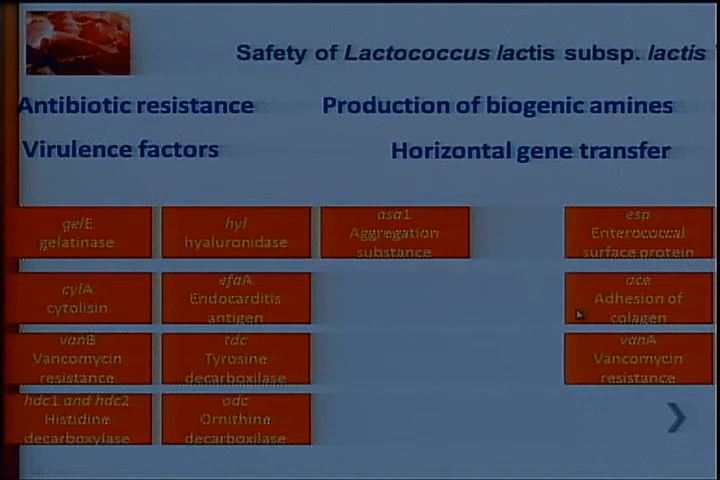 Safety of Lactococcus lactis subsp. lactis
Antibiotic resistance
Production of biogenic amines
Virulence factors
Horizontal gene transfer
gelE
gelatinase
hyl
hyaluronidase
asa1
Aggregation
substance
esp
Enterococcal
surface protein
cylA
cytolisin
efaA
Endocarditis
antigen
ace
Adhesion of
colagen
vanB
Vancomycin
resistance
tdc
Tyrosine
decarboxilase
vanA
Vancomycin
resistance
hdc1 and hdc2
Histidine
decarboxylase
odc
Ornithine
decarboxilase